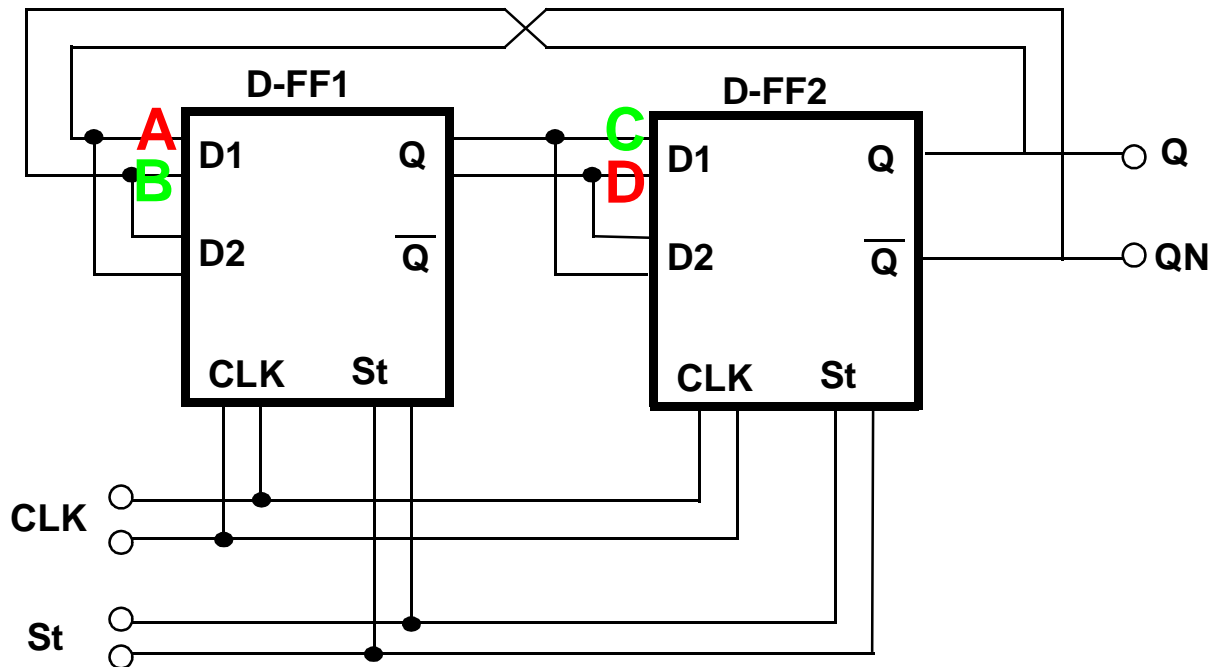 D-FF1
D-FF2
A
D1
Q
C
D1
Q
Q
B
D
D2
Q
D2
Q
QN
CLK
St
CLK
St
CLK
St